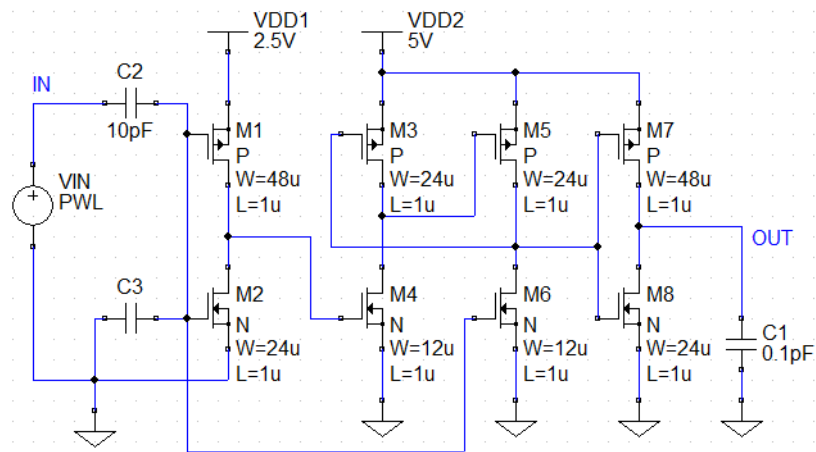 VDD1
2.5V
VDD2
5V
IN
C2
10pF
M1
P
W=48u
L=1u
M3
P
W=24u
L=1u
M5
P
W=24u
L=1u
M7
P
W=48u
L=1u
VIN
PWL
+
OUT
C3
M2
N
W=24u
L=1u
M4
N
W=12u
L=1u
M6
N
W=12u
L=1u
M8
N
W=24u
L=1u
C1
0.1pF